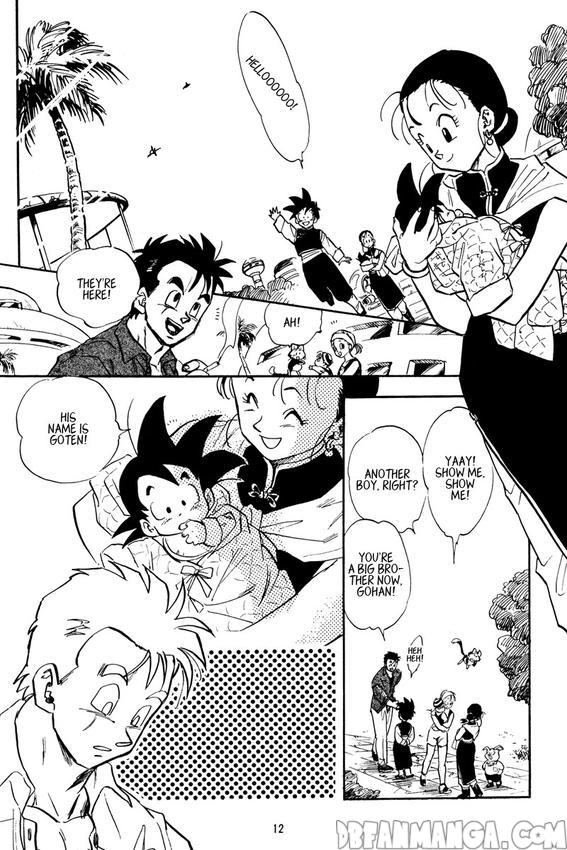 HELLOOOOOO!
THEY'RE
HERE!
AH!
HIS
NAME IS
GOTEN!
YAAY!
SHOW ME,
SHOW
ME!
ANOTHER
BOY, RIGHT?
YOU'RE
A BIG BRO-
THER NOW,
GOHAN!
HEH
HEH!
12
DBFANMANGA.COM